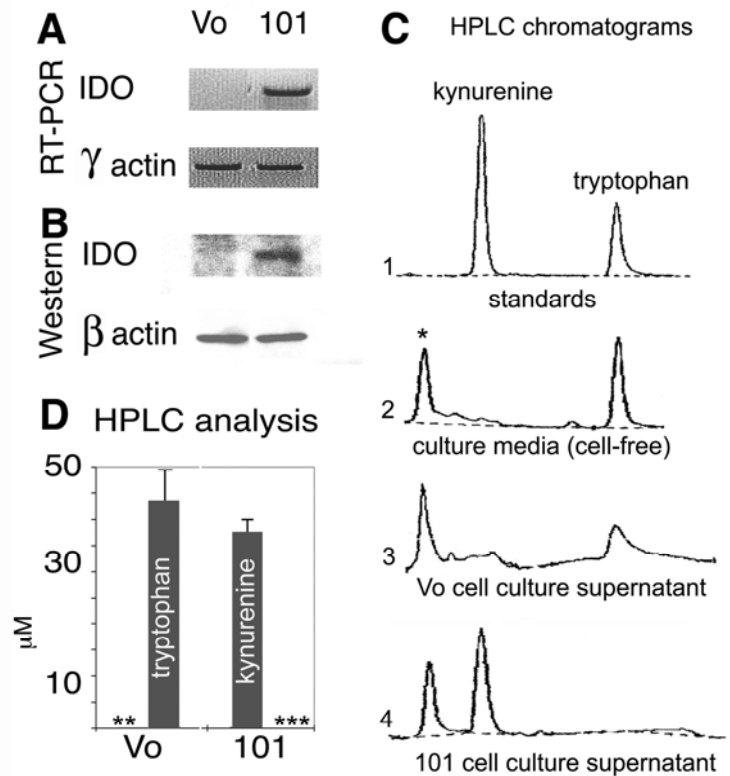 A
Vo 101
RT-PCR
IDO
γ actin
B
Western
IDO
β actin
D HPLC analysis
50
30
10
µM
tryptophan
kynurenine
**
***
Vo
101
C HPLC chromatograms
kynurenine
tryptophan
1
standards
*
2
culture media (cell-free)
3
Vo cell culture supernatant
4
101 cell culture supernatant